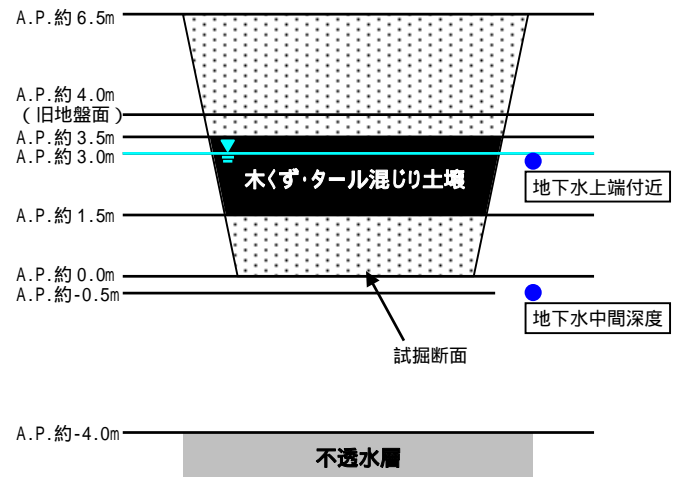 A.P.約 6.5m
A.P.約 4.0m
(旧地盤面)
A.P.約 3.5m
A.P.約 3.0m
木くず・タール混じり土壌
地下水上端付近
A.P.約 1.5m
A.P.約 0.0m
A.P.約-0.5m
地下水中間深度
試掘断面
A.P.約-4.0m
不透水層